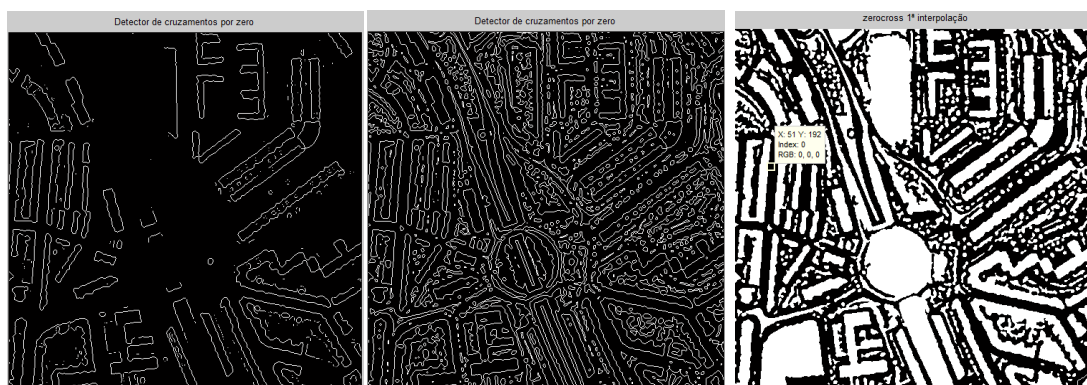 Detector de cruzamentos por zero
Detector de cruzamentos por zero
zerocross 1ª interpolação
X: 51 Y: 192
Index: 0
RGB: 0, 0, 0